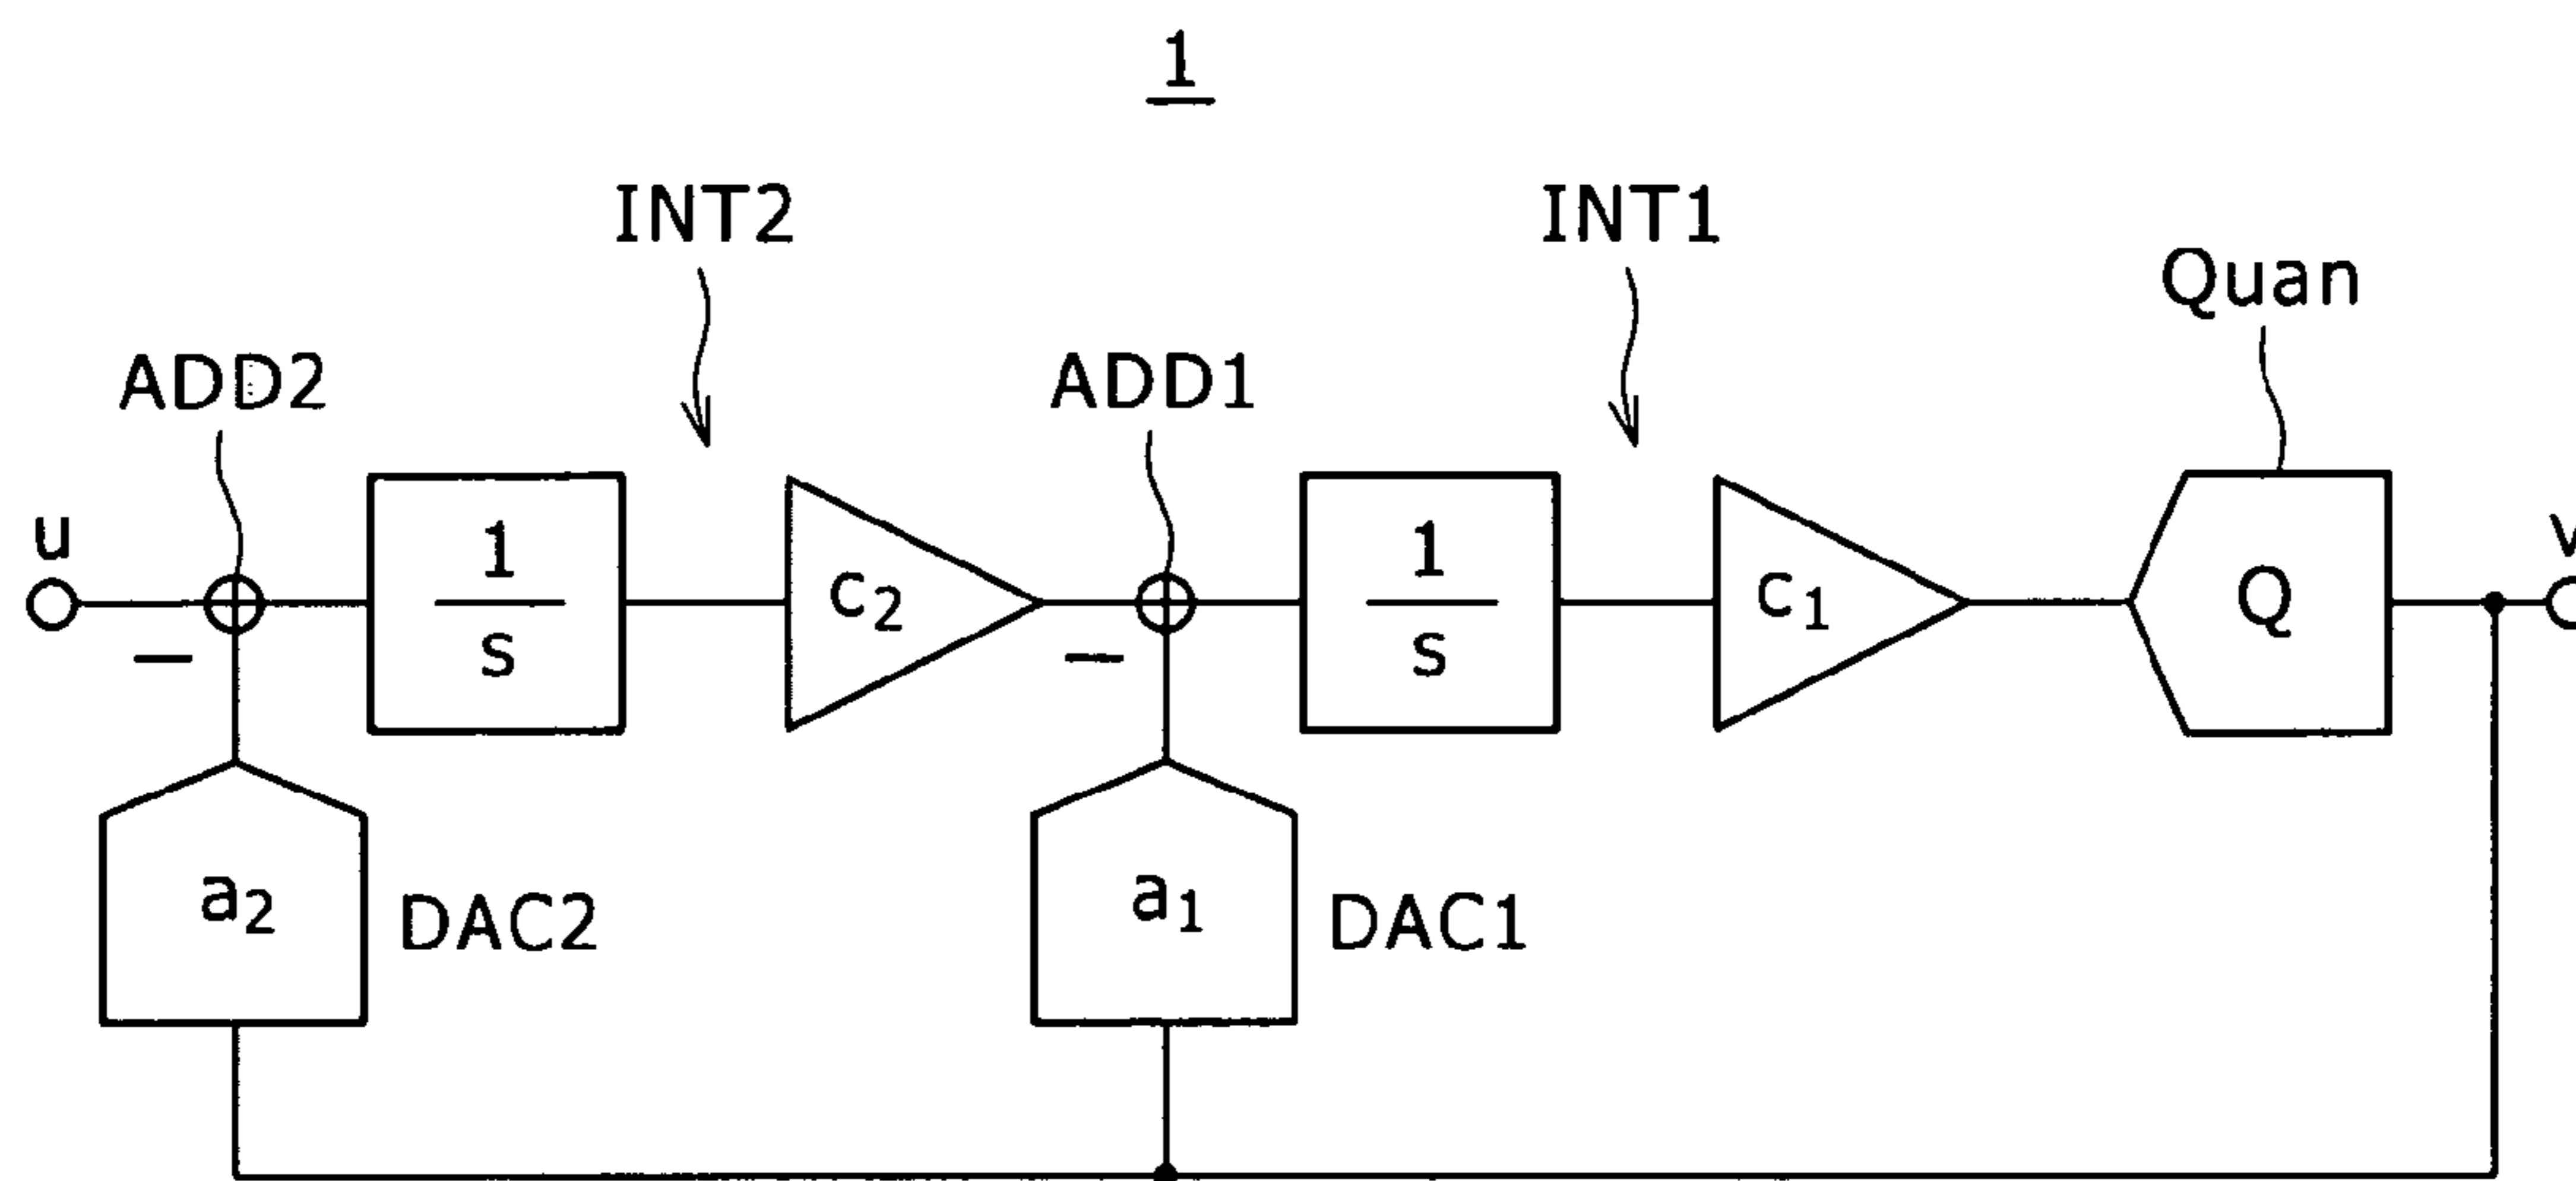 1
INT2
INT1
Quan
ADD2
ADD1
u
1
s
c2
1
s
c1
Q
v
−
−
a2
DAC2
a1
DAC1